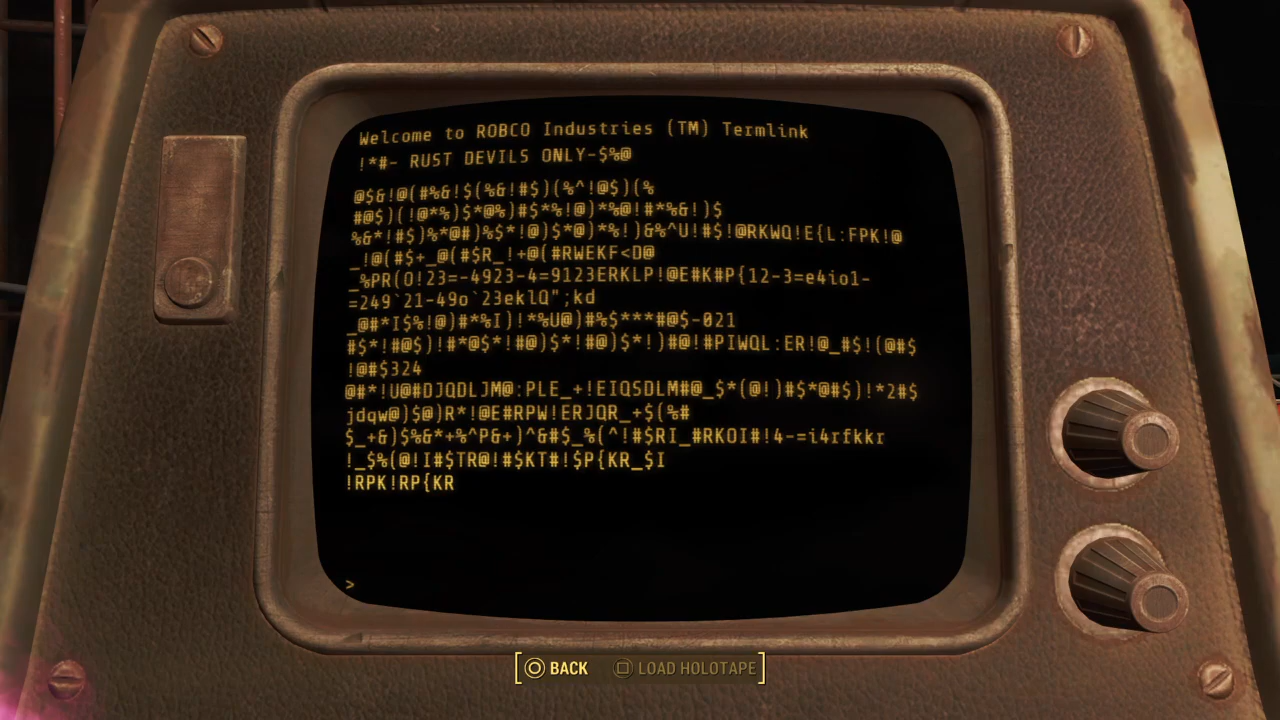 Welcome to ROBCO Industries (TM) Termlink
!*#- RUST DEVILS ONLY-$%@
@$&!@(#%&!$(%&!#$)(%^!@$)(%
#@$)(!@*%)$*@%)#$*%!@)*%@!#*%&!)$
%&*!#$)%*@#)%$*!@)$*@)*%!)&%^U!#$!@RKWQ!E{L:FPK!@
_!@(#$+_@(#$R_!+@(#RWEKF<D@
_%PR(O!23=-4923-4=9123ERKLP!@E#K#P{12-3=e4io1-
=249`21-49o`23eklQ";kd
_@#*I$%!@)#*%I)!*%U@)#%$***#@$-021
#$*!#@$)!#*@$*!#@)$*!#@)$*!)#@!#PIWQL:ER!@_#$!(@#$
!@#$324
@#*!U@#DJQDLJM@:PLE_+!EIQSDLM#@_$*(@!)#$*@#$)!*2#$
jdqw@)$@)R*!@E#RPW!ERJQR_+$(%#
$_+&)$%&*+%^P&+)^&#$_%(^!#$RI_#RKOI#!4-=i4rfkkr
!_$%(@!I#$TR@!#$KT#!$P{KR_$I
!RPK!RP{KR
>
BACK
LOAD HOLOTAPE